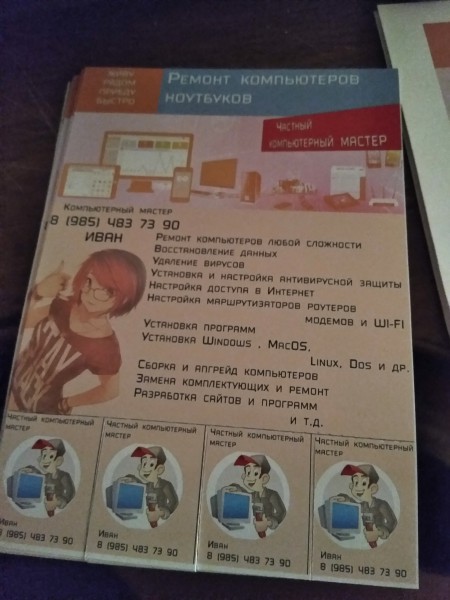 ЖИВУ
РЯДОМ
ПРИЕДУ
БЫСТРО
Ремонт компьютеров
ноутбуков
Частный
компьютерный мастер
Компьютерный мастер
8 (985) 483 73 90
ИВАН
Ремонт компьютеров любой сложности
Восстановление данных
Удаление вирусов
Установка и настройка антивирусной защиты
Настройка доступа в Интернет
Настройка маршрутизаторов роутеров
модемов и WI-FI
Установка программ
Установка Windows , MacOS,
Linux, Dos и др.
Сборка и апгрейд компьютеров
Замена комплектующих и ремонт
Разработка сайтов и программ
и т.д.
Частный компьютерный
мастер
Иван
8 (985) 483 73 90
Частный компьютерный
мастер
Иван
8 (985) 483 73 90
Частный компьютерный
мастер
Иван
8 (985) 483 73 90
Частный компьютерный
мастер
Иван
8 (985) 483 73 90